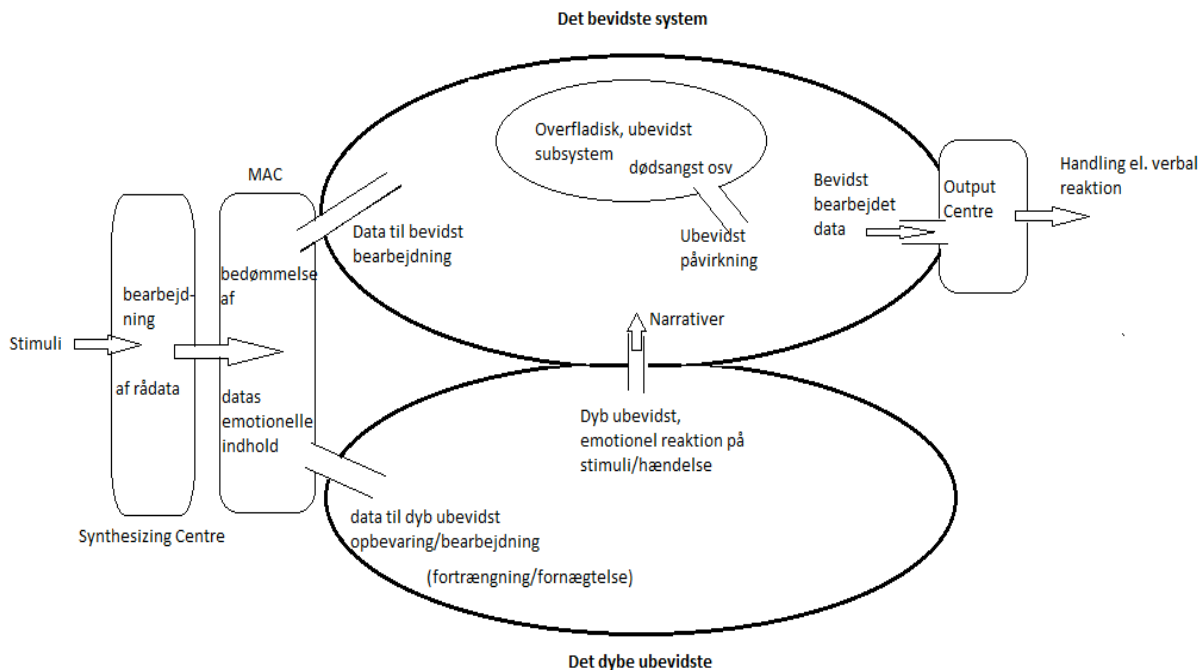 Det bevidste system
Overfladisk, ubevidst
subsystem
dødsangst osv
MAC
Data til bevidst
bearbejdning
Ubevidst
påvirkning
Bevidst
bearbejdet
data
Output
Centre
Handling el. verbal
reaktion
Stimuli
bearbejd-
ning
af rådata
Synthesizing Centre
bedømmelse
af
datas
emotionelle
indhold
Narrativer
Dyb ubevidst,
emotionel reaktion på
stimuli/hændelse
data til dyb ubevidst
opbevaring/bearbejdning
(fortrængning/fornægtelse)
Det dybe ubevidste